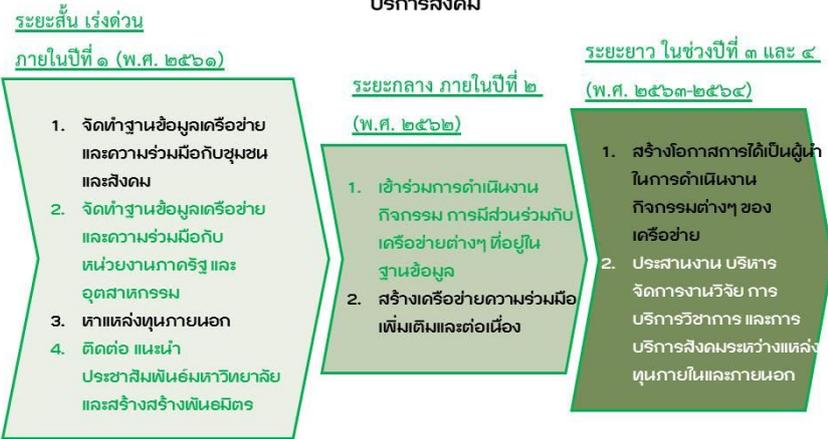 บริการสังคม
ระยะสั้น เร่งด่วน
ภายในปีที่ ๑ (พ.ศ. ๒๕๖๑)
1. จัดทำฐานข้อมูลเครือข่าย
และความร่วมมือกับชุมชน
และสังคม
2. จัดทำฐานข้อมูลเครือข่าย
และความร่วมมือกับ
หน่วยงานภาครัฐ และ
อุตสาหกรรม
3. หาแหล่งทุนภายนอก
4. ติดต่อ แนะนำ
ประชาสัมพันธ์มหาวิทยาลัย
และสร้างสร้างพันธมิตร
ระยะกลาง ภายในปีที่ ๒
(พ.ศ. ๒๕๖๒)
1. เข้าร่วมการดำเนินงาน
กิจกรรม การมีส่วนร่วมกับ
เครือข่ายต่างๆ ที่อยู่ใน
ฐานข้อมูล
2. สร้างเครือข่ายความร่วมมือ
เพิ่มเติมและต่อเนื่อง
ระยะยาว ในช่วงปีที่ ๓ และ ๔
(พ.ศ. ๒๕๖๓-๒๕๖๔)
1. สร้างโอกาสการได้เป็นผู้นำ
ในการดำเนินงาน
กิจกรรมต่างๆ ของ
เครือข่าย
2. ประสานงาน บริหาร
จัดการงานวิจัย การ
บริการวิชาการ และการ
บริการสังคมระหว่างแหล่ง
ทุนภายในและภายนอก